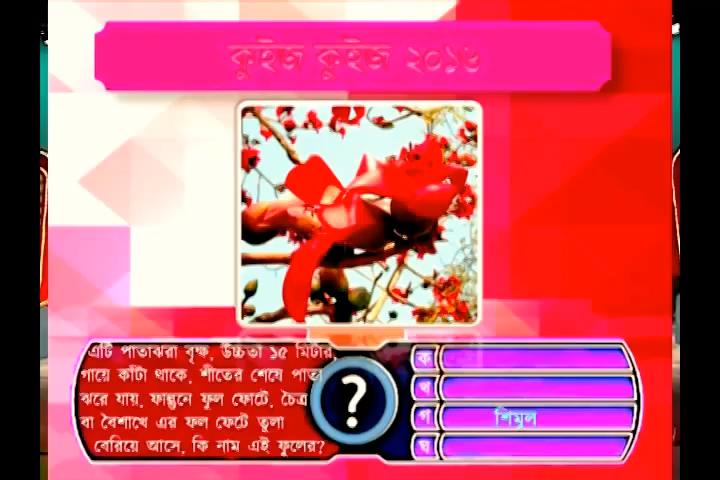 কুইজ কুইজ ২০১৬
এটি পাতাঝরা বৃক্ষ, উচ্চতা ১৫ মিটার,
গায়ে কাঁটা থাকে, শীতের শেষে পাতা
ঝরে যায়, ফাল্গুনে ফুল ফোটে, চৈত্র
বা বৈশাখে এর ফল ফেটে তুলা
বেরিয়ে আসে, কি নাম এই ফুলের?
?
ক
খ
গ শিমুল
ঘ